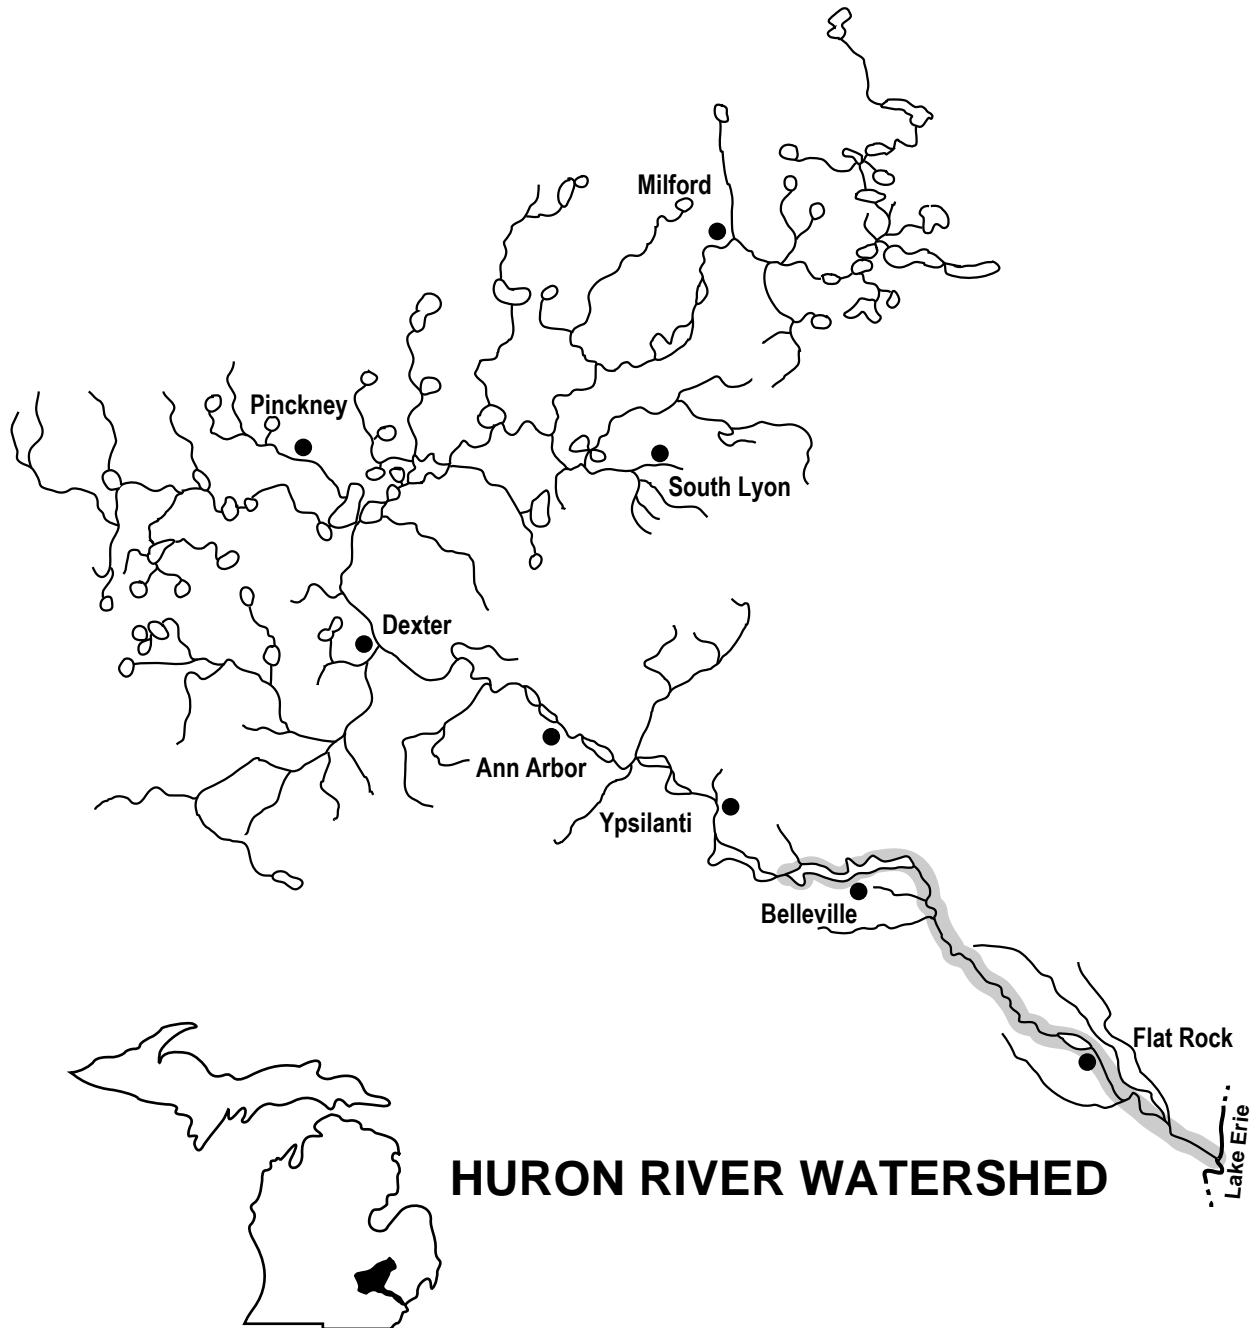 Milford
Pinckney
South Lyon
Dexter
Ann Arbor
Ypsilanti
Belleville
Flat Rock
Lake Erie
HURON RIVER WATERSHED